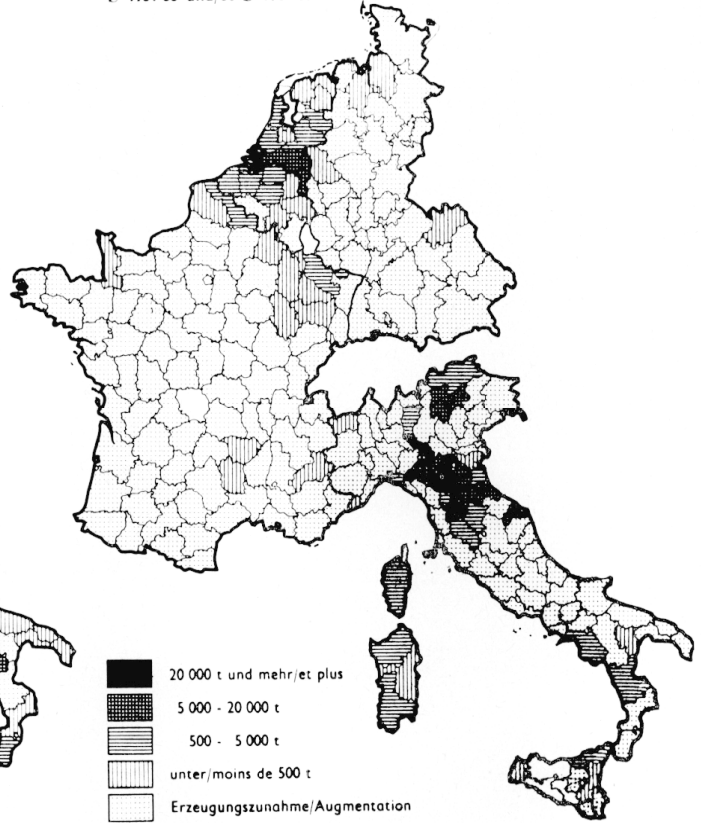 20 000 t und mehr/et plus
5 000 - 20 000 t
500 - 5 000 t
unter/moins de 500 t
Erzeugungszunahme/Augmentation